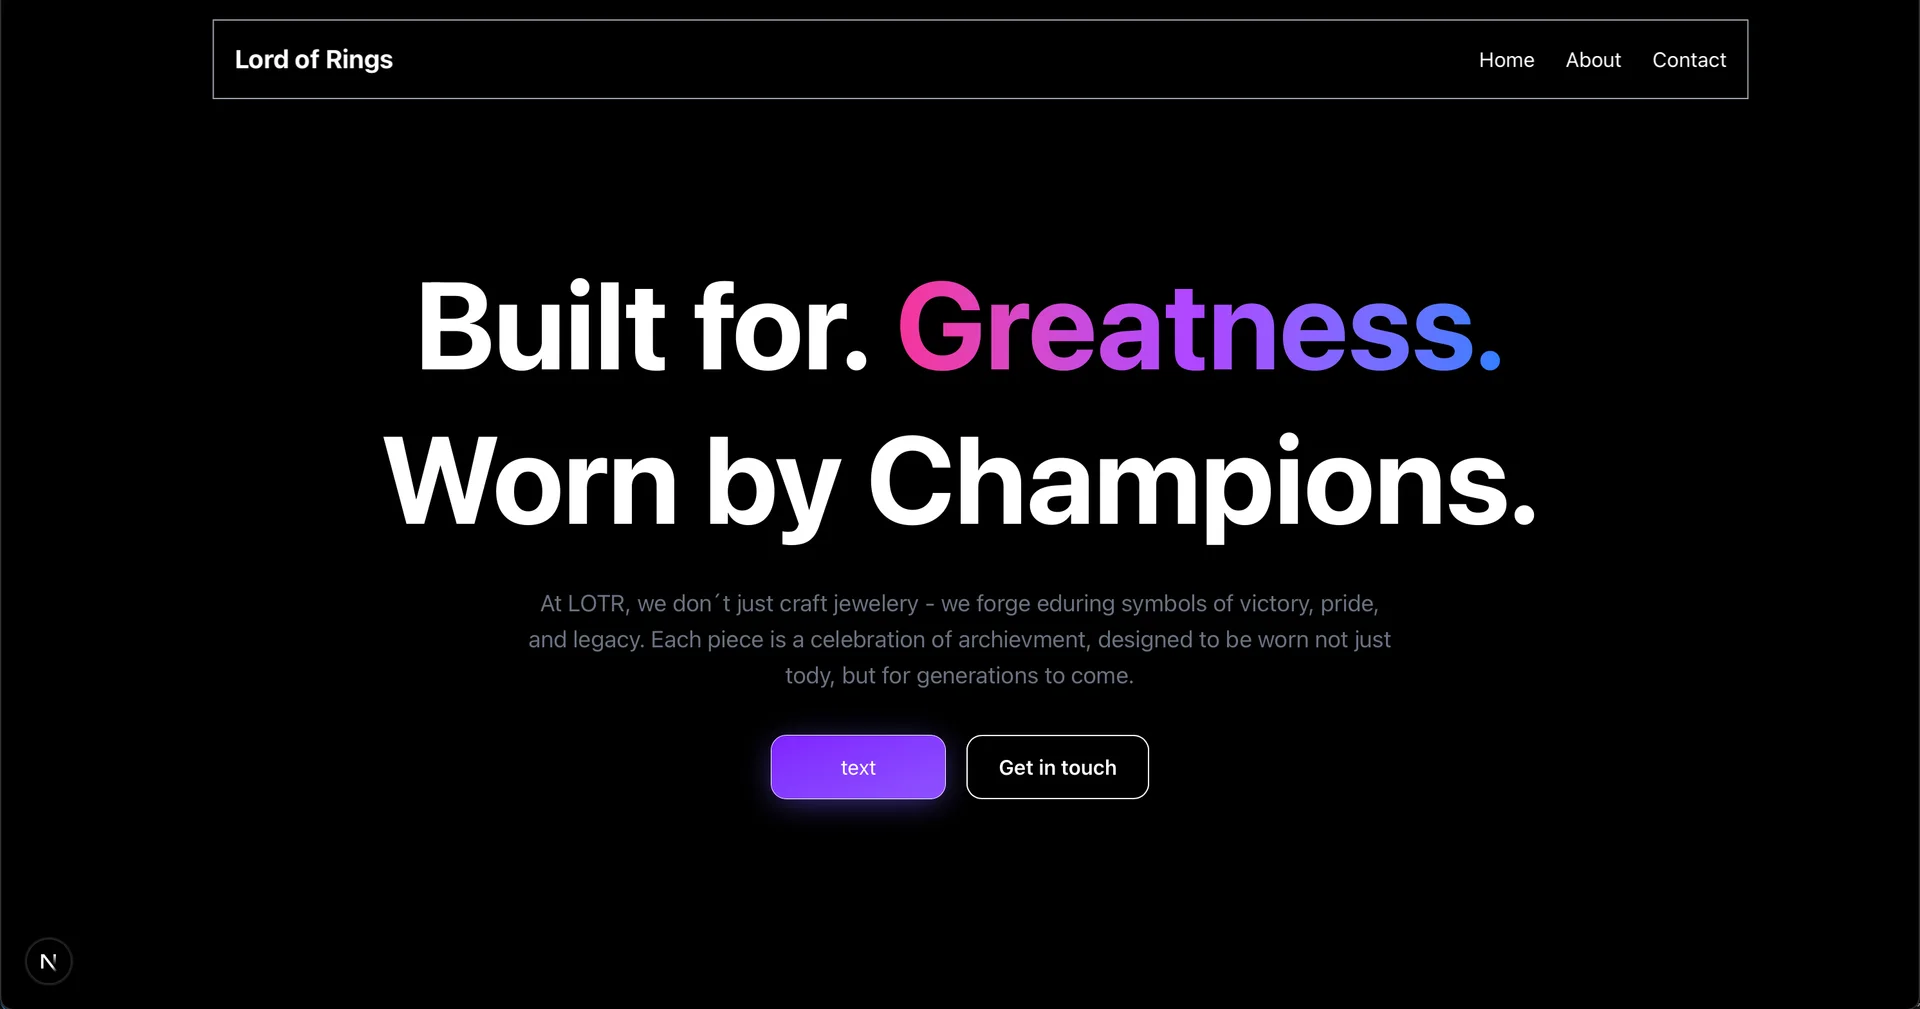 Lord of Rings
Home About Contact
Built for. Greatness.
Worn by Champions.
At LOTR, we don´t just craft jewelery - we forge eduring symbols of victory, pride,
and legacy. Each piece is a celebration of archievment, designed to be worn not just
tody, but for generations to come.
text
Get in touch
N